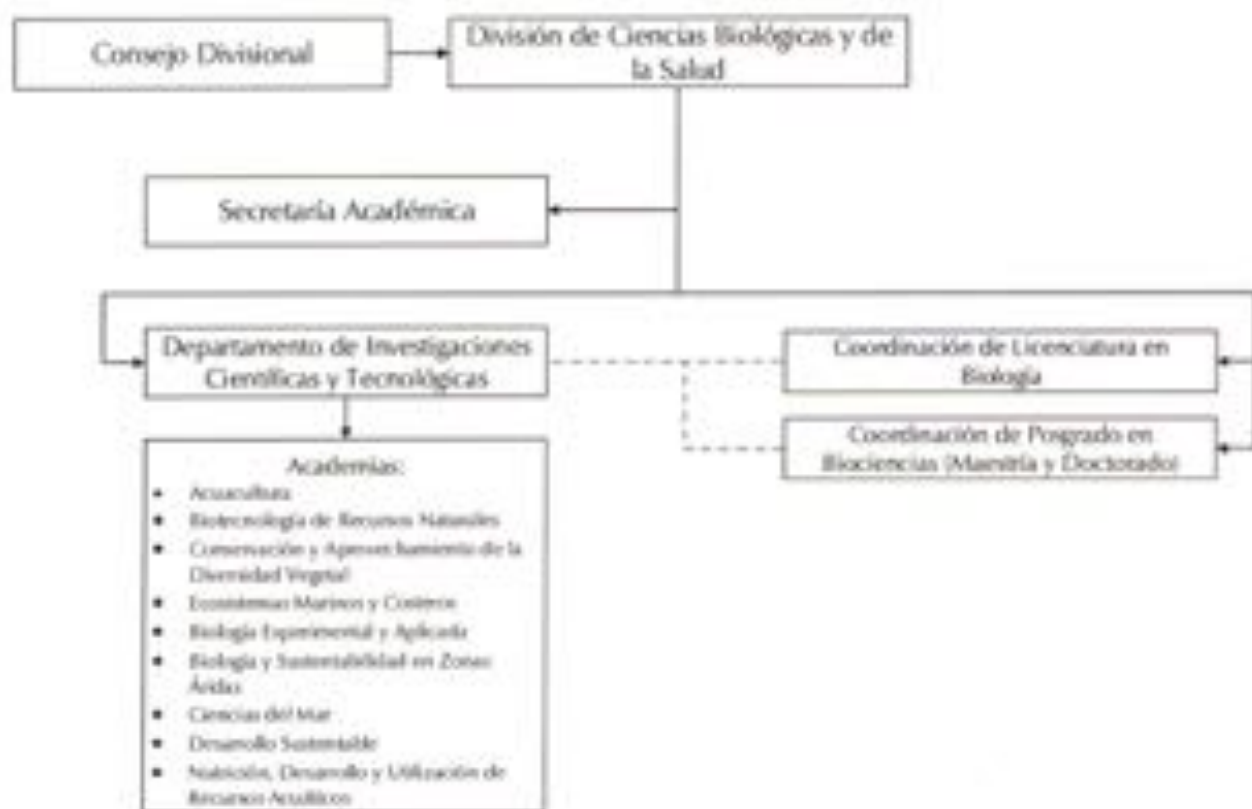 Consejo Divisional
División de Ciencias Biológicas y de
la Salud
Secretaría Académica
Departamento de Investigaciones
Científicas y Tecnológicas
Coordinación de Licenciatura en
Biología
Coordinación de Posgrado en
Biociencias (Maestría y Doctorado)
Academias:
• Acuacultura
• Biotecnología de Recursos Naturales
• Conservación y Aprovechamiento de la
Diversidad Vegetal
• Ecosistemas Marinos y Costeros
• Biología Experimental y Aplicada
• Biología y Sustentabilidad en Zonas
Áridas
• Ciencias del Mar
• Desarrollo Sustentable
• Nutrición, Desarrollo y Utilización de
Recursos Acuáticos